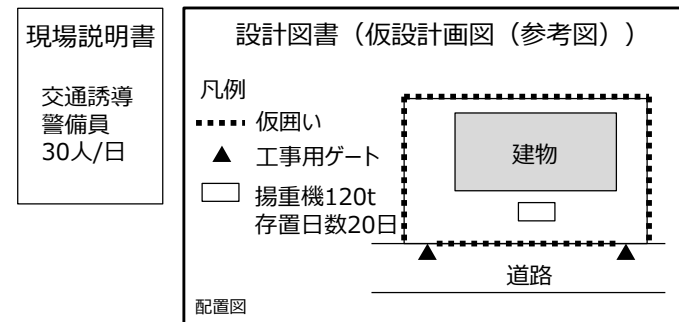 現場説明書
交通誘導
警備員
30人/日
設計図書（仮設計画図（参考図））
凡例
仮囲い
工事用ゲート
揚重機120t
存置日数20日
建物
道路
配置図